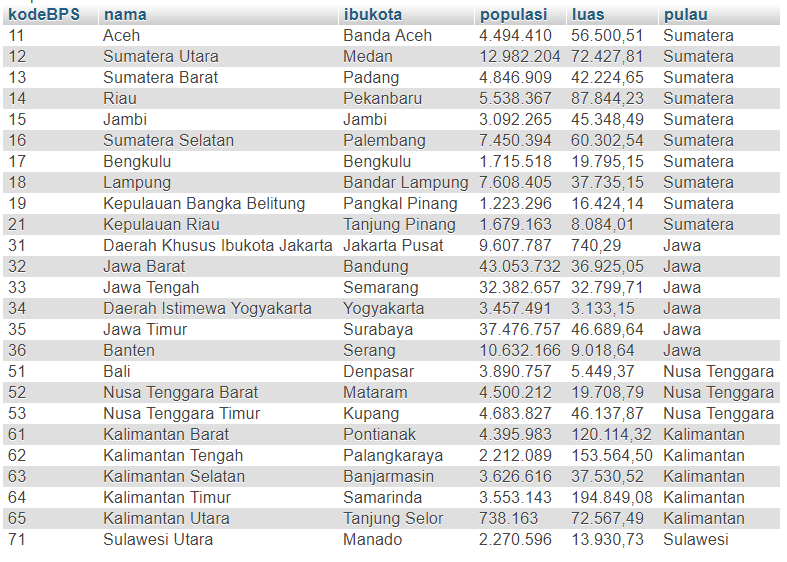 kodeBPS nama ibukota populasi luas pulau
11 Aceh Banda Aceh 4.494.410 56.500,51 Sumatera
12 Sumatera Utara Medan 12.982.204 72.427,81 Sumatera
13 Sumatera Barat Padang 4.846.909 42.224,65 Sumatera
14 Riau Pekanbaru 5.538.367 87.844,23 Sumatera
15 Jambi Jambi 3.092.265 45.348,49 Sumatera
16 Sumatera Selatan Palembang 7.450.394 60.302,54 Sumatera
17 Bengkulu Bengkulu 1.715.518 19.795,15 Sumatera
18 Lampung Bandar Lampung 7.608.405 37.735,15 Sumatera
19 Kepulauan Bangka Belitung Pangkal Pinang 1.223.296 16.424,14 Sumatera
21 Kepulauan Riau Tanjung Pinang 1.679.163 8.084,01 Sumatera
31 Daerah Khusus Ibukota Jakarta Jakarta Pusat 9.607.787 740,29 Jawa
32 Jawa Barat Bandung 43.053.732 36.925,05 Jawa
33 Jawa Tengah Semarang 32.382.657 32.799,71 Jawa
34 Daerah Istimewa Yogyakarta Yogyakarta 3.457.491 3.133,15 Jawa
35 Jawa Timur Surabaya 37.476.757 46.689,64 Jawa
36 Banten Serang 10.632.166 9.018,64 Jawa
51 Bali Denpasar 3.890.757 5.449,37 Nusa Tenggara
52 Nusa Tenggara Barat Mataram 4.500.212 19.708,79 Nusa Tenggara
53 Nusa Tenggara Timur Kupang 4.683.827 46.137,87 Nusa Tenggara
61 Kalimantan Barat Pontianak 4.395.983 120.114,32 Kalimantan
62 Kalimantan Tengah Palangkaraya 2.212.089 153.564,50 Kalimantan
63 Kalimantan Selatan Banjarmasin 3.626.616 37.530,52 Kalimantan
64 Kalimantan Timur Samarinda 3.553.143 194.849,08 Kalimantan
65 Kalimantan Utara Tanjung Selor 738.163 72.567,49 Kalimantan
71 Sulawesi Utara Manado 2.270.596 13.930,73 Sulawesi